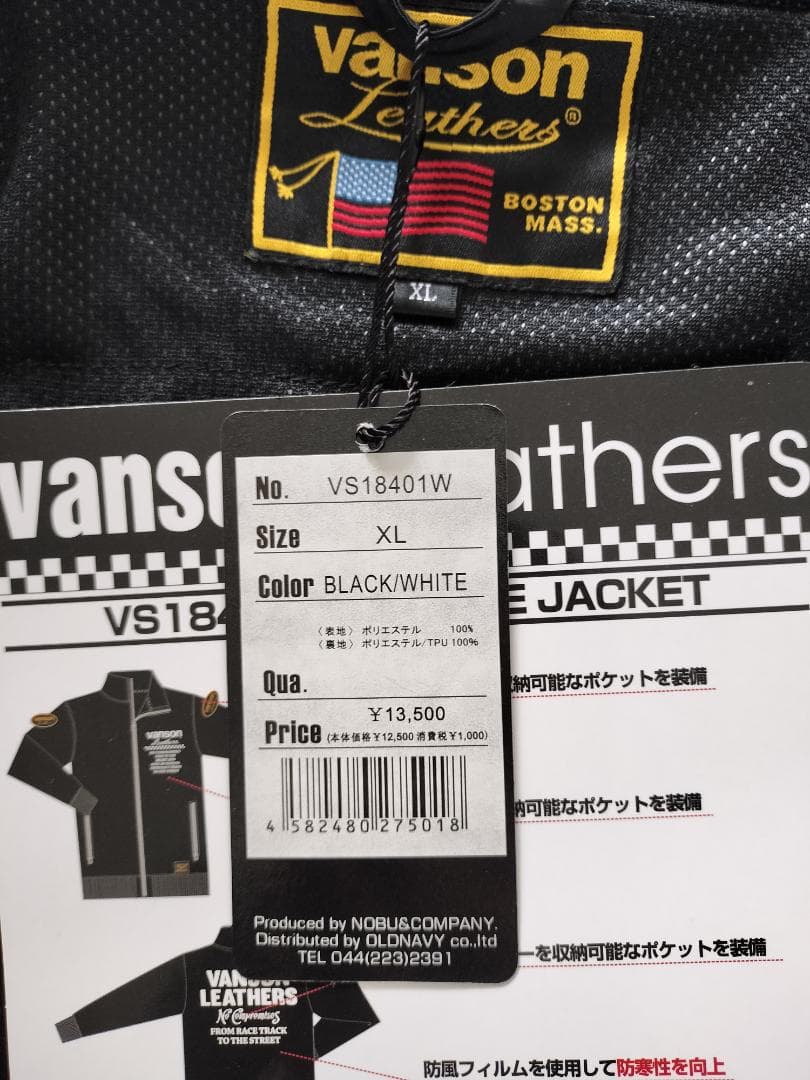 vanson
Leathers®
BOSTON
MASS.
XL
vans athers
VS184 E JACKET
No. VS18401W
Size XL
Color BLACK/WHITE
〈表地〉 ポリエステル 100%
〈裏地〉 ポリエステル/TPU 100%
Qua.
Price ￥13,500
(本体価格￥12,500 消費税￥1,000)
4 582480 275018
Produced by NOBU&COMPANY.
Distributed by OLDNAVY co.,ltd
TEL 044(223)2391
納可能なポケットを装備
納可能なポケットを装備
ーを収納可能なポケットを装備
防風フィルムを使用して防寒性を向上
vanson
Leathers
VANSON
LEATHERS
No Compromises
FROM RACE TRACK
TO THE STREET